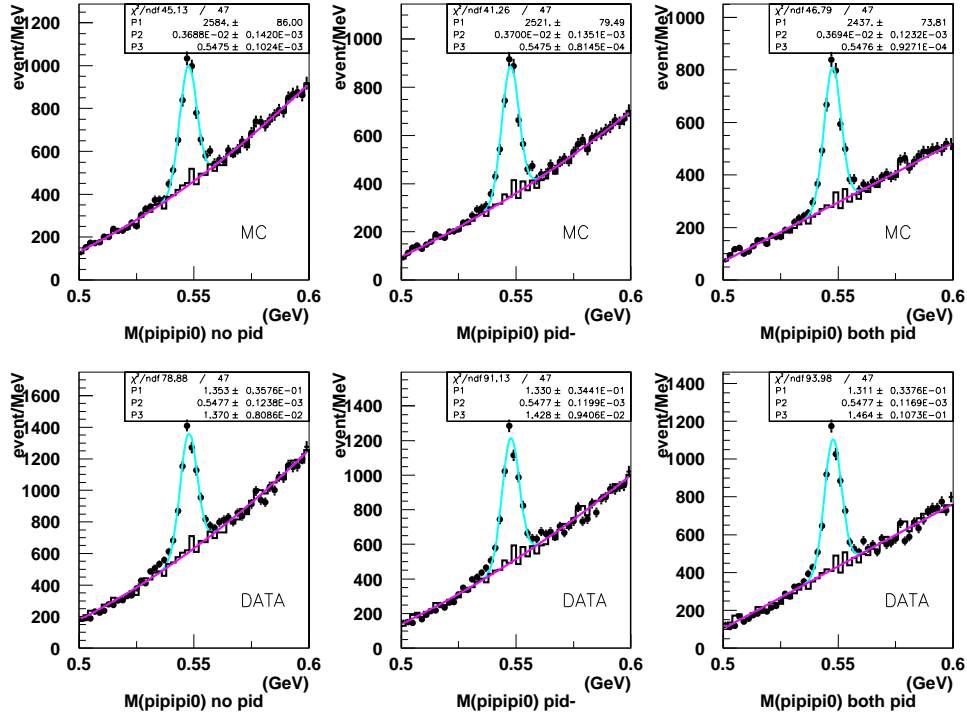 χ²/ndf 45.13 / 47
P1 2584. ± 86.00
P2 0.3688E-02 ± 0.1420E-03
P3 0.5475 ± 0.1024E-03
event/MeV
1200
1000
800
600
400
200
0
MC
0.5 0.55 0.6
(GeV)
M(pipipi0) no pid
χ²/ndf 41.26 / 47
P1 2521. ± 79.49
P2 0.3700E-02 ± 0.1351E-03
P3 0.5475 ± 0.8145E-04
event/MeV
1000
800
600
400
200
0
MC
0.5 0.55 0.6
(GeV)
M(pipipi0) pid-
χ²/ndf 46.79 / 47
P1 2437. ± 73.81
P2 0.3694E-02 ± 0.1232E-03
P3 0.5476 ± 0.9271E-04
event/MeV
1000
800
600
400
200
0
MC
0.5 0.55 0.6
(GeV)
M(pipipi0) both pid
χ²/ndf 78.88 / 47
P1 1.353 ± 0.3576E-01
P2 0.5477 ± 0.1238E-03
P3 1.370 ± 0.8086E-02
event/MeV
1600
1400
1200
1000
800
600
400
200
0
DATA
0.5 0.55 0.6
(GeV)
M(pipipi0) no pid
χ²/ndf 91.13 / 47
P1 1.330 ± 0.3441E-01
P2 0.5477 ± 0.1199E-03
P3 1.428 ± 0.9406E-02
event/MeV
1400
1200
1000
800
600
400
200
0
DATA
0.5 0.55 0.6
(GeV)
M(pipipi0) pid-
χ²/ndf 93.98 / 47
P1 1.311 ± 0.3376E-01
P2 0.5477 ± 0.1169E-03
P3 1.464 ± 0.1073E-01
event/MeV
1400
1200
1000
800
600
400
200
0
DATA
0.5 0.55 0.6
(GeV)
M(pipipi0) both pid